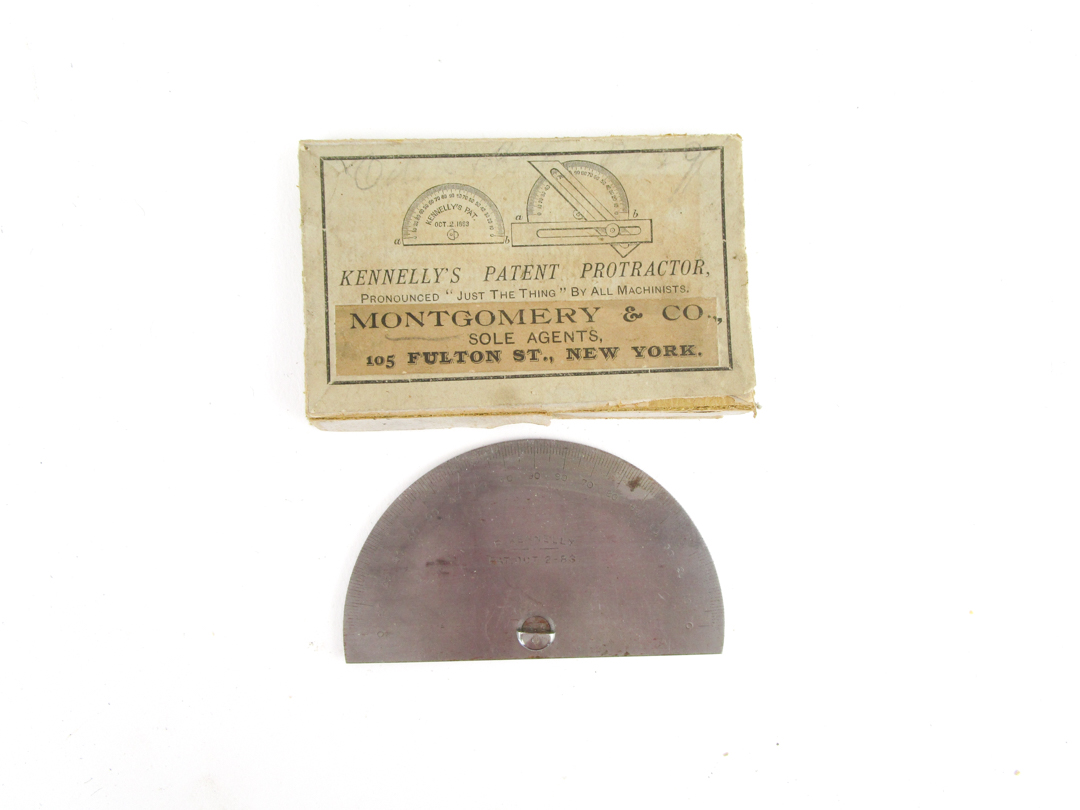 KENNELLY'S PAT.
OCT. 2. 1883
a b
a b
KENNELLY'S PATENT PROTRACTOR,
PRONOUNCED "JUST THE THING" BY ALL MACHINISTS.
MONTGOMERY & CO.,
SOLE AGENTS,
105 FULTON ST., NEW YORK.